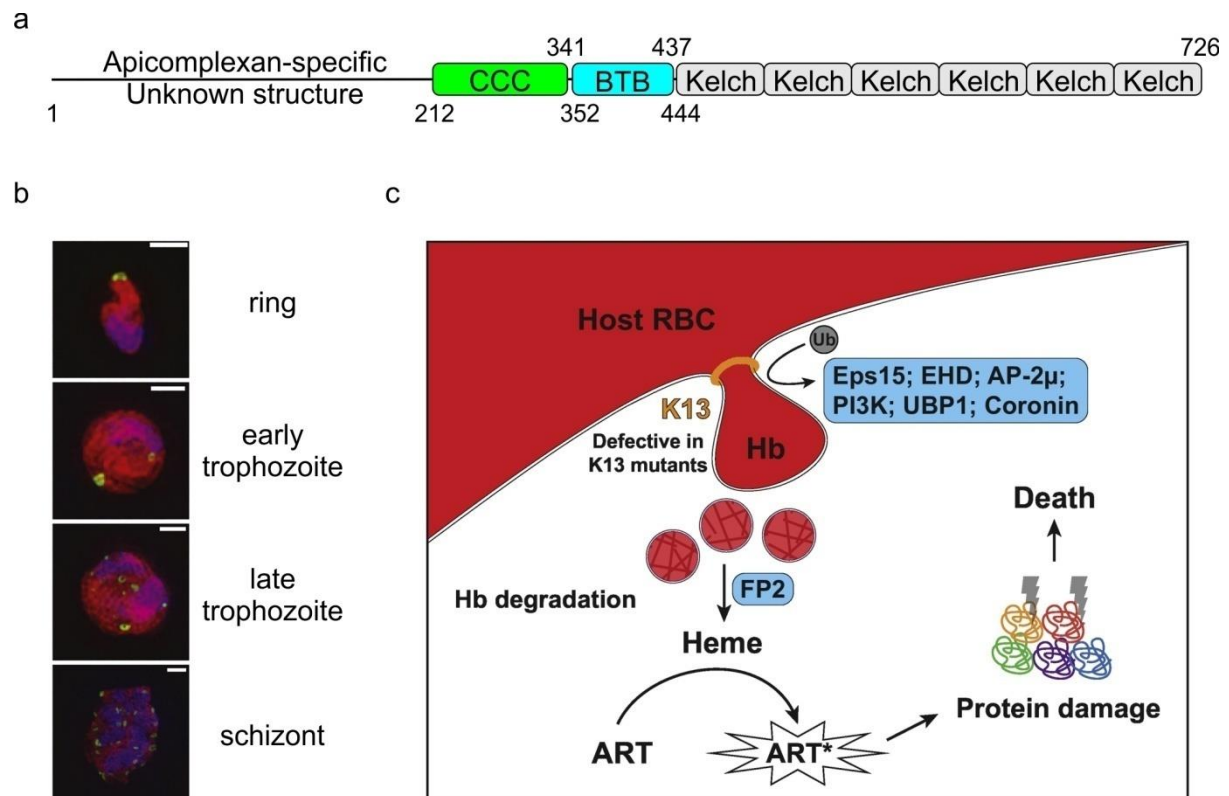 a
Apicomplexan-specific
Unknown structure
1
212
CCC
341
352
BTB
437
444
Kelch Kelch Kelch Kelch Kelch Kelch
726
b
ring
early
trophozoite
late
trophozoite
schizont
c
Host RBC
Ub
Eps15; EHD; AP-2μ;
PI3K; UBP1; Coronin
K13
Defective in
K13 mutants
Hb
Hb degradation
FP2
Heme
ART
ART*
Death
Protein damage